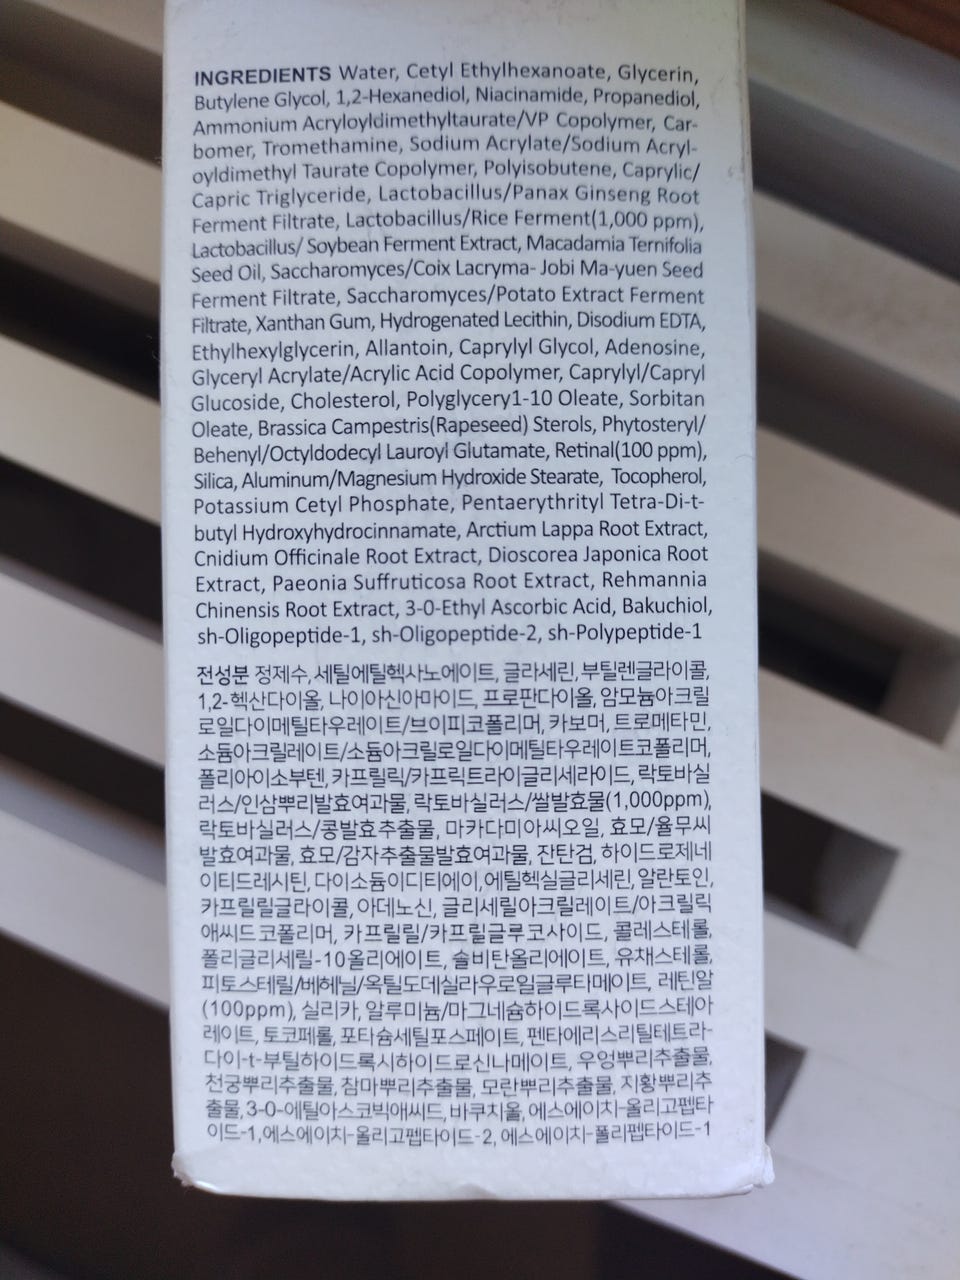 INGREDIENTS Water, Cetyl Ethylhexanoate, Glycerin,
Butylene Glycol, 1,2-Hexanediol, Niacinamide, Propanediol,
Ammonium Acryloyldimethyltaurate/VP Copolymer, Car-
bomer, Tromethamine, Sodium Acrylate/Sodium Acryl-
oyldimethyl Taurate Copolymer, Polyisobutene, Caprylic/
Capric Triglyceride, Lactobacillus/Panax Ginseng Root
Ferment Filtrate, Lactobacillus/Rice Ferment(1,000 ppm),
Lactobacillus/ Soybean Ferment Extract, Macadamia Ternifolia
Seed Oil, Saccharomyces/Coix Lacryma- Jobi Ma-yuen Seed
Ferment Filtrate, Saccharomyces/Potato Extract Ferment
Filtrate, Xanthan Gum, Hydrogenated Lecithin, Disodium EDTA,
Ethylhexylglycerin, Allantoin, Caprylyl Glycol, Adenosine,
Glyceryl Acrylate/Acrylic Acid Copolymer, Caprylyl/Capryl
Glucoside, Cholesterol, Polyglycery1-10 Oleate, Sorbitan
Oleate, Brassica Campestris(Rapeseed) Sterols, Phytosteryl/
Behenyl/Octyldodecyl Lauroyl Glutamate, Retinal(100 ppm),
Silica, Aluminum/Magnesium Hydroxide Stearate, Tocopherol,
Potassium Cetyl Phosphate, Pentaerythrityl Tetra-Di-t-
butyl Hydroxyhydrocinnamate, Arctium Lappa Root Extract,
Cnidium Officinale Root Extract, Dioscorea Japonica Root
Extract, Paeonia Suffruticosa Root Extract, Rehmannia
Chinensis Root Extract, 3-0-Ethyl Ascorbic Acid, Bakuchiol,
sh-Oligopeptide-1, sh-Oligopeptide-2, sh-Polypeptide-1
전성분 정제수, 세틸에틸헥사노에이트, 글라세린, 부틸렌글라이콜,
1,2-헥산다이올, 나이아신아마이드, 프로판다이올, 암모늄아크릴
로일다이메틸타우레이트/브이피코폴리머, 카보머, 트로메타민,
소듐아크릴레이트/소듐아크릴로일다이메틸타우레이트코폴리머,
폴리아이소부텐, 카프릴릭/카프릭트라이글리세라이드, 락토바실
러스/인삼뿌리발효여과물, 락토바실러스/쌀발효물(1,000ppm),
락토바실러스/콩발효추출물, 마카다미아씨오일, 효모/율무씨
발효여과물, 효모/감자추출물발효여과물, 잔탄검, 하이드로제네
이티드레시틴, 다이소듐이디티에이, 에틸헥실글리세린, 알란토인,
카프릴릴글라이콜, 아데노신, 글리세릴아크릴레이트/아크릴릭
애씨드코폴리머, 카프릴릴/카프릴글루코사이드, 콜레스테롤,
폴리글리세릴-10올리에이트, 솔비탄올리에이트, 유채스테롤,
피토스테릴/베헤닐/옥틸도데실라우로일글루타메이트, 레틴알
(100ppm), 실리카, 알루미늄/마그네슘하이드록사이드스테아
레이트, 토코페롤, 포타슘세틸포스페이트, 펜타에리스리틸테트라-
다이-t-부틸하이드록시하이드로신나메이트, 우엉뿌리추출물,
천궁뿌리추출물, 참마뿌리추출물, 모란뿌리추출물, 지황뿌리추
출물, 3-0-에틸아스코빅애씨드, 바쿠치올, 에스에이치-올리고펩타
이드-1, 에스에이치-올리고펩타이드-2, 에스에이치-폴리펩타이드-1